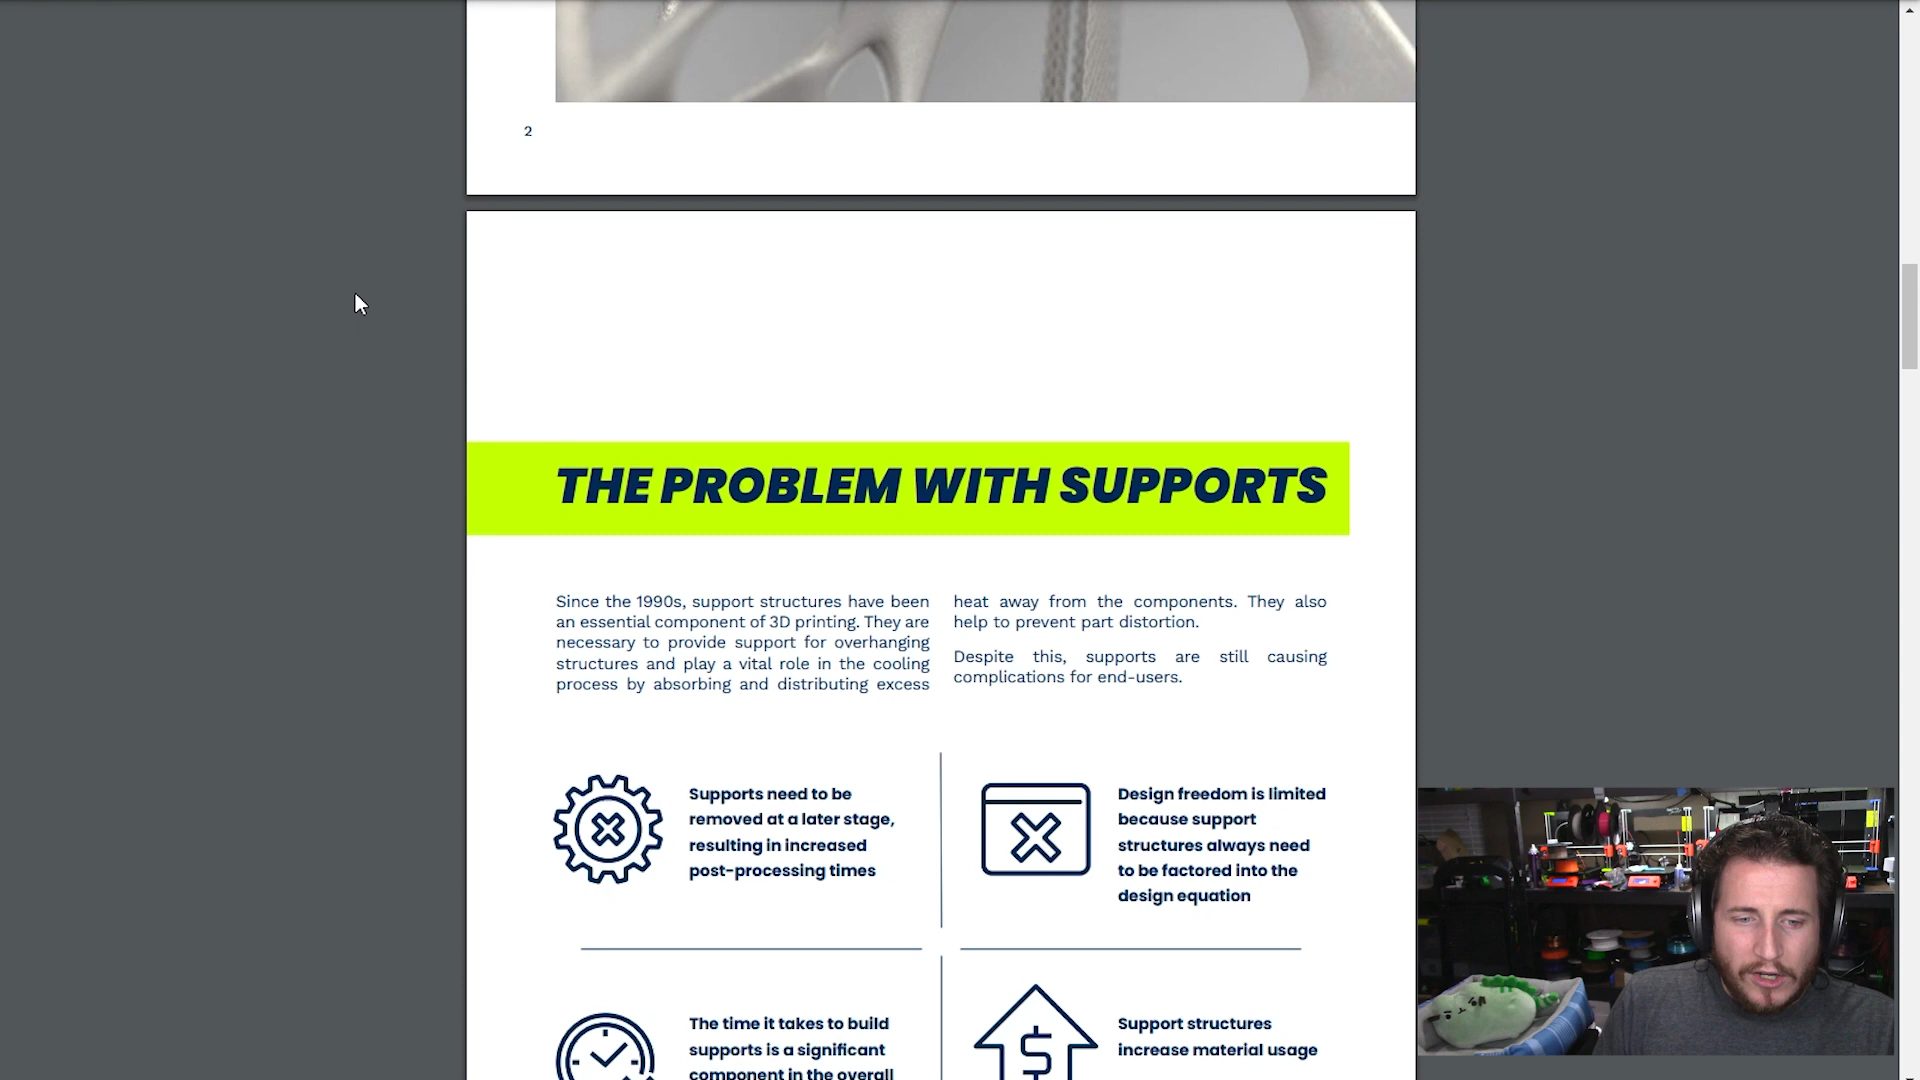 2
THE PROBLEM WITH SUPPORTS
Since the 1990s, support structures have been
an essential component of 3D printing. They are
necessary to provide support for overhanging
structures and play a vital role in the cooling
process by absorbing and distributing excess
heat away from the components. They also
help to prevent part distortion.
Despite this, supports are still causing
complications for end-users.
Supports need to be
removed at a later stage,
resulting in increased
post-processing times
Design freedom is limited
because support
structures always need
to be factored into the
design equation
The time it takes to build
supports is a significant
component in the overall
$
Support structures
increase material usage